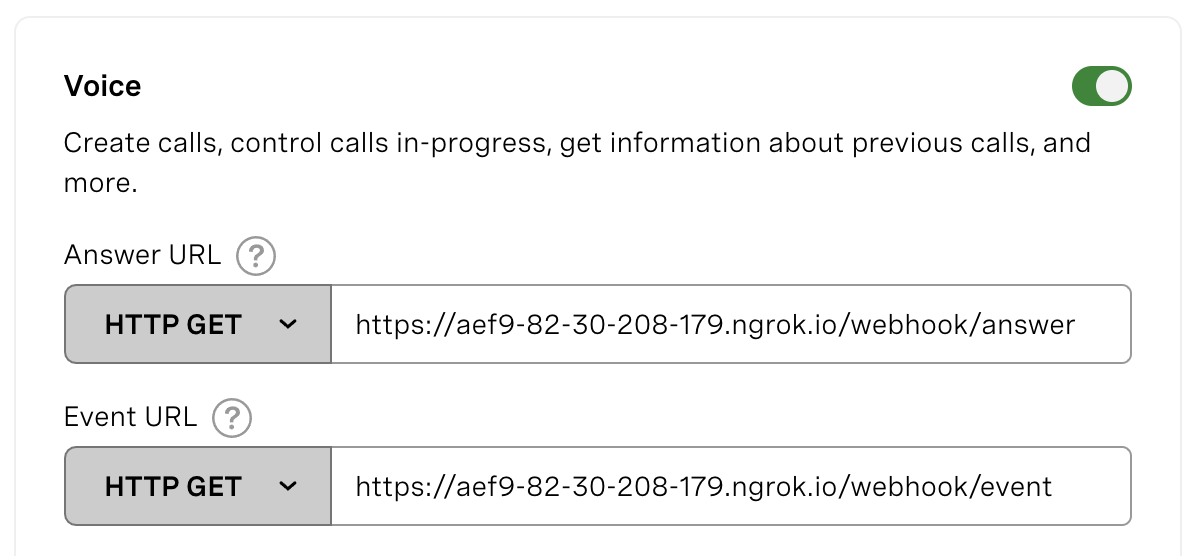 Voice
Create calls, control calls in-progress, get information about previous calls, and
more.
Answer URL ?
HTTP GET https://aef9-82-30-208-179.ngrok.io/webhook/answer
Event URL ?
HTTP GET https://aef9-82-30-208-179.ngrok.io/webhook/event